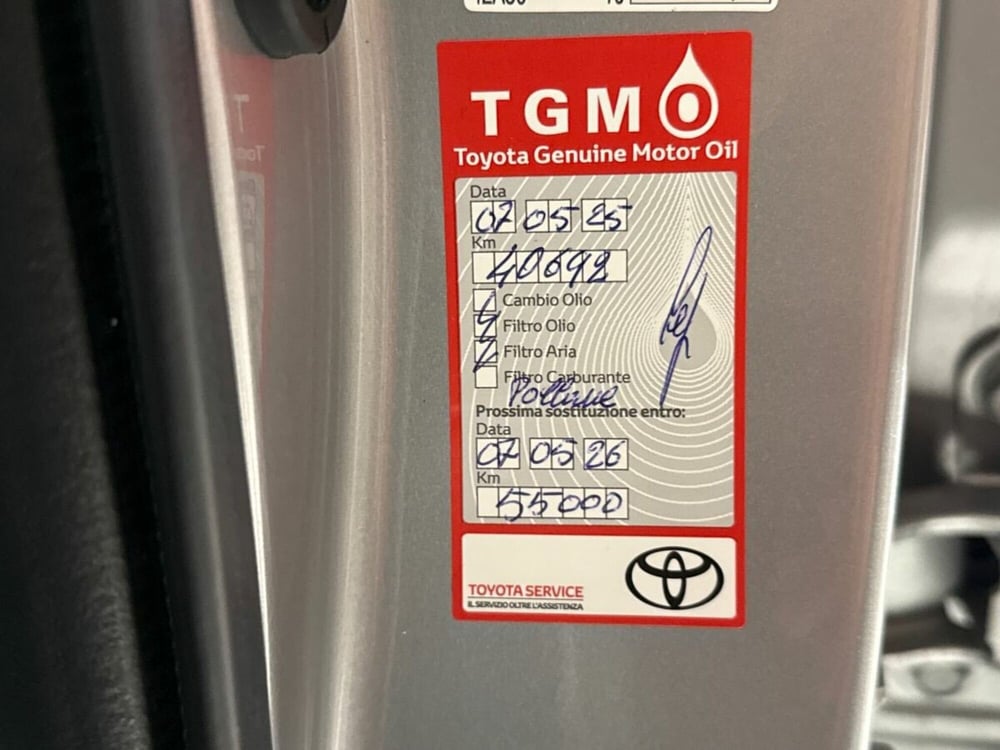 TGMO
Toyota Genuine Motor Oil
Data
07 05 25
Km
40692
Cambio Olio
Filtro Olio
Filtro Aria
Filtro Carburante
Polline
Prossima sostituzione entro:
Data
07 05 26
Km
55000
TOYOTA SERVICE
IL SERVIZIO OLTRE L'ASSISTENZA